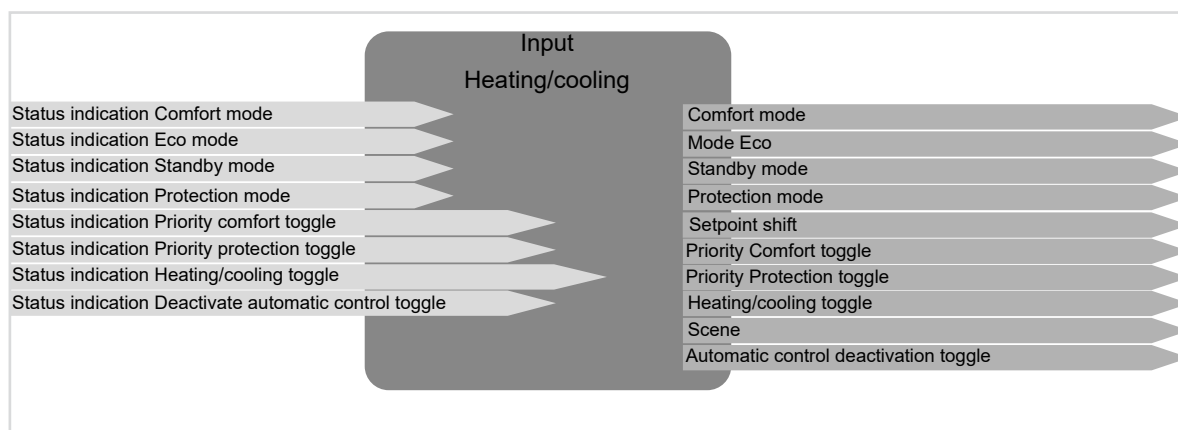 Input
Heating/cooling
Status indication Comfort mode
Status indication Eco mode
Status indication Standby mode
Status indication Protection mode
Status indication Priority comfort toggle
Status indication Priority protection toggle
Status indication Heating/cooling toggle
Status indication Deactivate automatic control toggle
Comfort mode
Mode Eco
Standby mode
Protection mode
Setpoint shift
Priority Comfort toggle
Priority Protection toggle
Heating/cooling toggle
Scene
Automatic control deactivation toggle